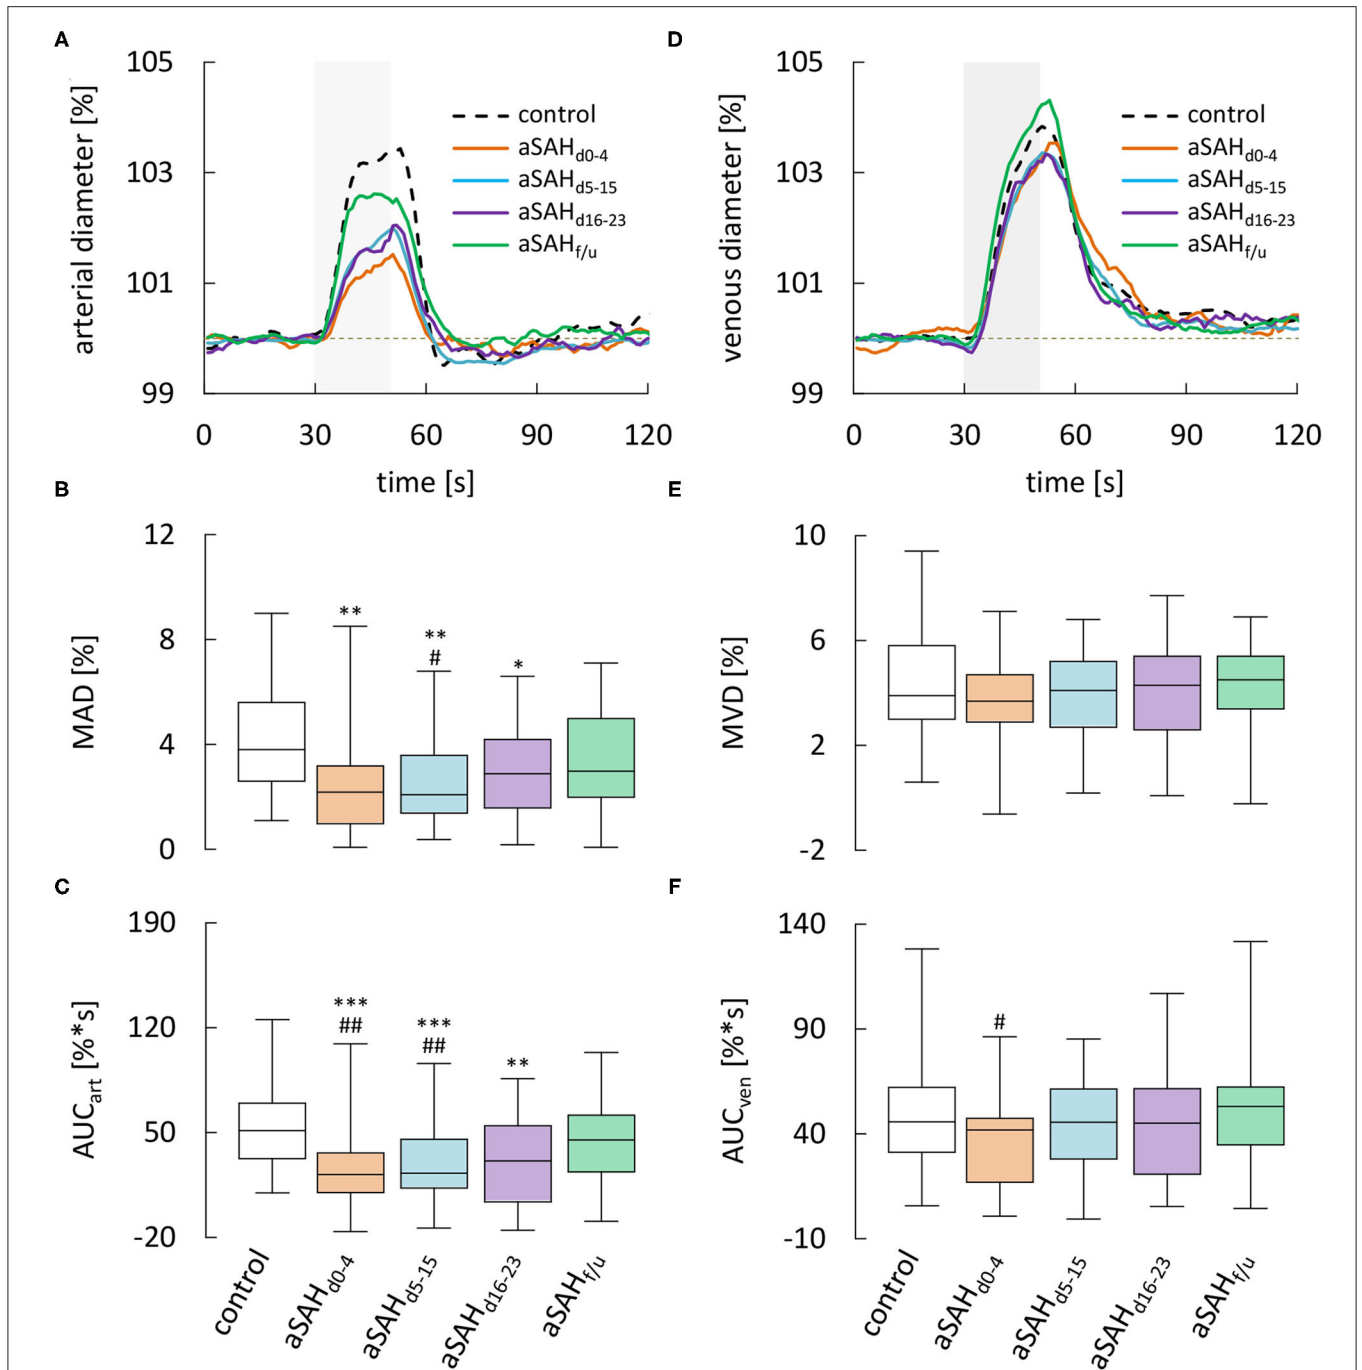 A
105
103
101
99
arterial diameter [%]
control
aSAHd0-4
aSAHd5-15
aSAHd16-23
aSAHf/u
0 30 60 90 120
time [s]
B
12
8
4
0
MAD [%]
**
**
#
*
C
190
120
50
-20
AUCart [%*s]
***
##
***
##
**
control
aSAHd0-4
aSAHd5-15
aSAHd16-23
aSAHf/u
D
105
103
101
99
venous diameter [%]
control
aSAHd0-4
aSAHd5-15
aSAHd16-23
aSAHf/u
0 30 60 90 120
time [s]
E
10
6
2
-2
MVD [%]
F
140
90
40
-10
AUCven [%*s]
#
control
aSAHd0-4
aSAHd5-15
aSAHd16-23
aSAHf/u